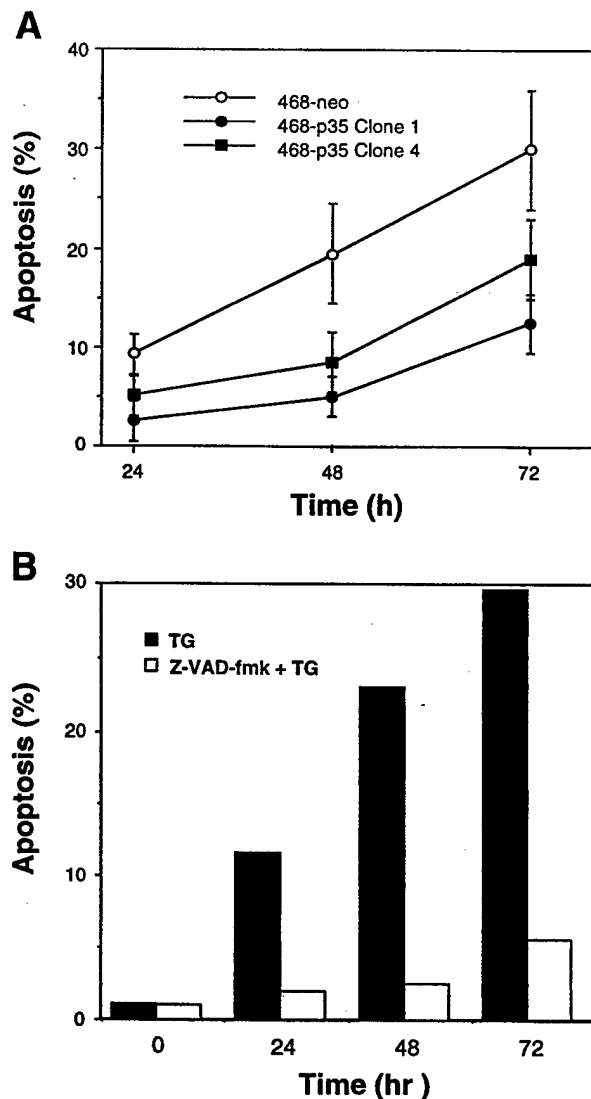 A
40
30
20
10
0
Apoptosis (%)
468-neo
468-p35 Clone 1
468-p35 Clone 4
24
48
72
Time (h)
B
30
20
10
0
Apoptosis (%)
TG
Z-VAD-fmk + TG
0
24
48
72
Time (hr )